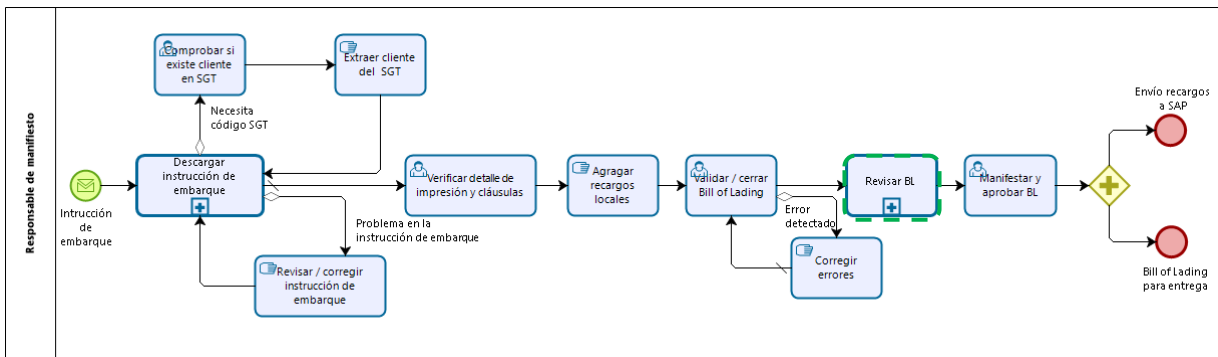 Responsable de manifiesto
Intrucción
de
embarque
Comprobar si
existe cliente
en SGT
Extraer cliente
del SGT
Necesita
código SGT
Descargar
instrucción de
embarque
Problema en la
instrucción de embarque
Revisar / corregir
instrucción de
embarque
Verificar detalle de
impresión y cláusulas
Agragar
recargos
locales
Validar / cerrar
Bill of Lading
Error
detectado
Corregir
errores
Revisar BL
Manifestar y
aprobar BL
Envío recargos
a SAP
Bill of Lading
para entrega